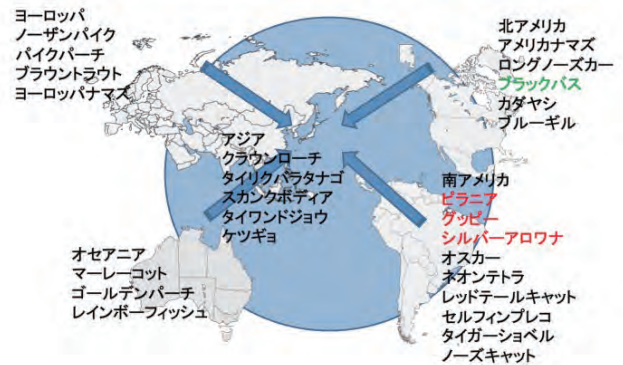 ヨーロッパ
ノーザンパイク
パイクパーチ
ブラウントラウト
ヨーロッパナマズ
北アメリカ
アメリカナマズ
ロングノーズカー
ブラックバス
カダヤシ
ブルーギル
アジア
クラウンローチ
タイリクバラタナゴ
スカンクボティア
タイワンドジョウ
ケツギョ
南アメリカ
ピラニア
グッピー
シルバーアロワナ
オスカー
ネオンテトラ
レッドテールキャット
セルフィンプレコ
タイガーショベル
ノーズキャット
オセアニア
マーレーコット
ゴールデンパーチ
レインボーフィッシュ